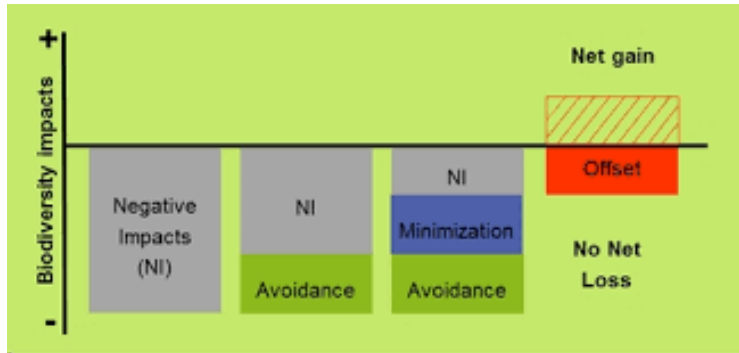 +
Biodiversity impacts
-
Negative
Impacts
(NI)
NI
Avoidance
NI
Minimization
Avoidance
Net gain
Offset
No Net
Loss